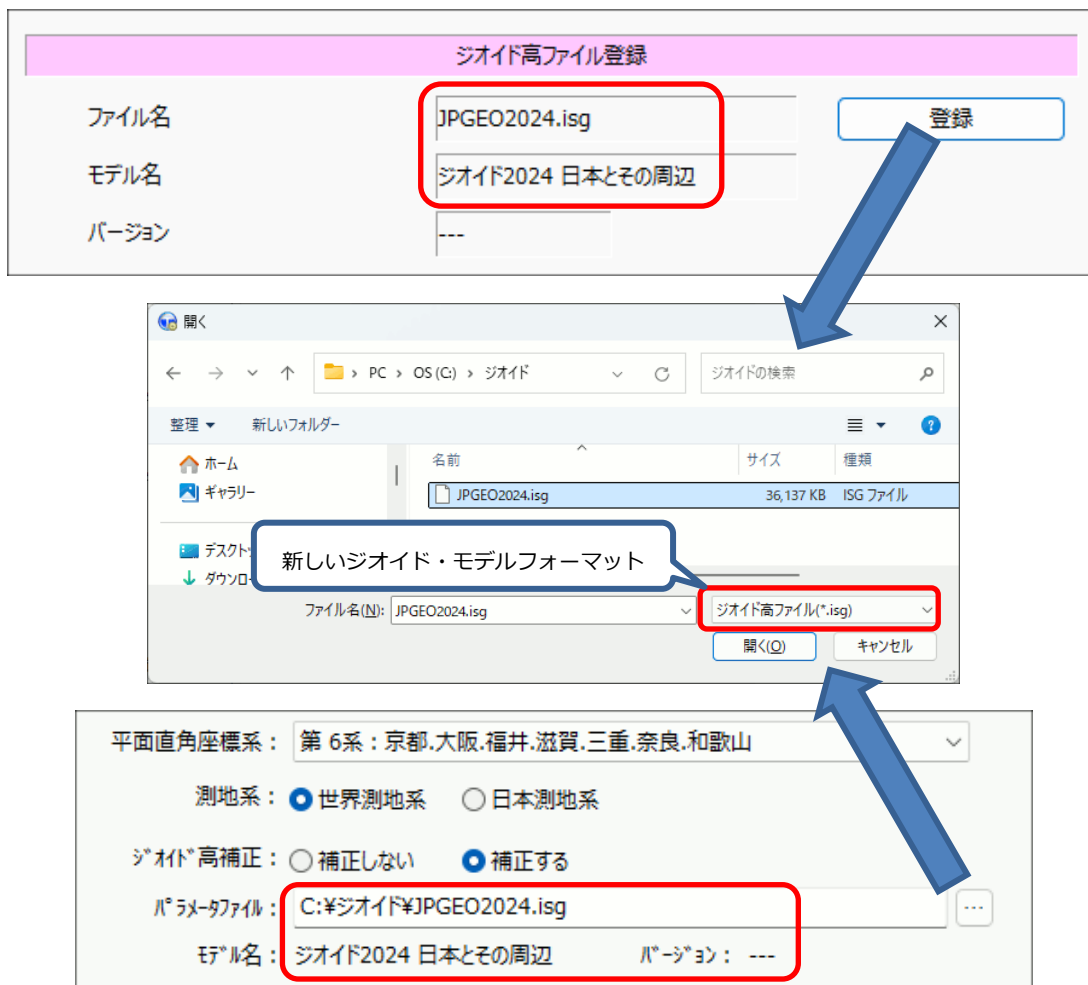 ジオイド高ファイル登録
ファイル名 JPGEO2024.isg 登録
モデル名 ジオイド2024 日本とその周辺
バージョン ---
開く
PC › OS (C:) › ジオイド ジオイドの検索
整理 新しいフォルダー
名前 サイズ 種類
ホーム
ギャラリー
JPGEO2024.isg 36,137 KB ISG ファイル
デスクト
ダウンロ
新しいジオイド・モデルフォーマット
ファイル名(N): JPGEO2024.isg ジオイド高ファイル(*.isg)
開く(O) キャンセル
平面直角座標系： 第 6系：京都.大阪.福井.滋賀.三重.奈良.和歌山
測地系： 世界測地系 日本測地系
ｼﾞｵｲﾄﾞ高補正： 補正しない 補正する
ﾊﾟﾗﾒｰﾀﾌｧｲﾙ： C:¥ジオイド¥JPGEO2024.isg ...
ﾓﾃﾞﾙ名： ジオイド2024 日本とその周辺 ﾊﾞｰｼﾞｮﾝ： ---